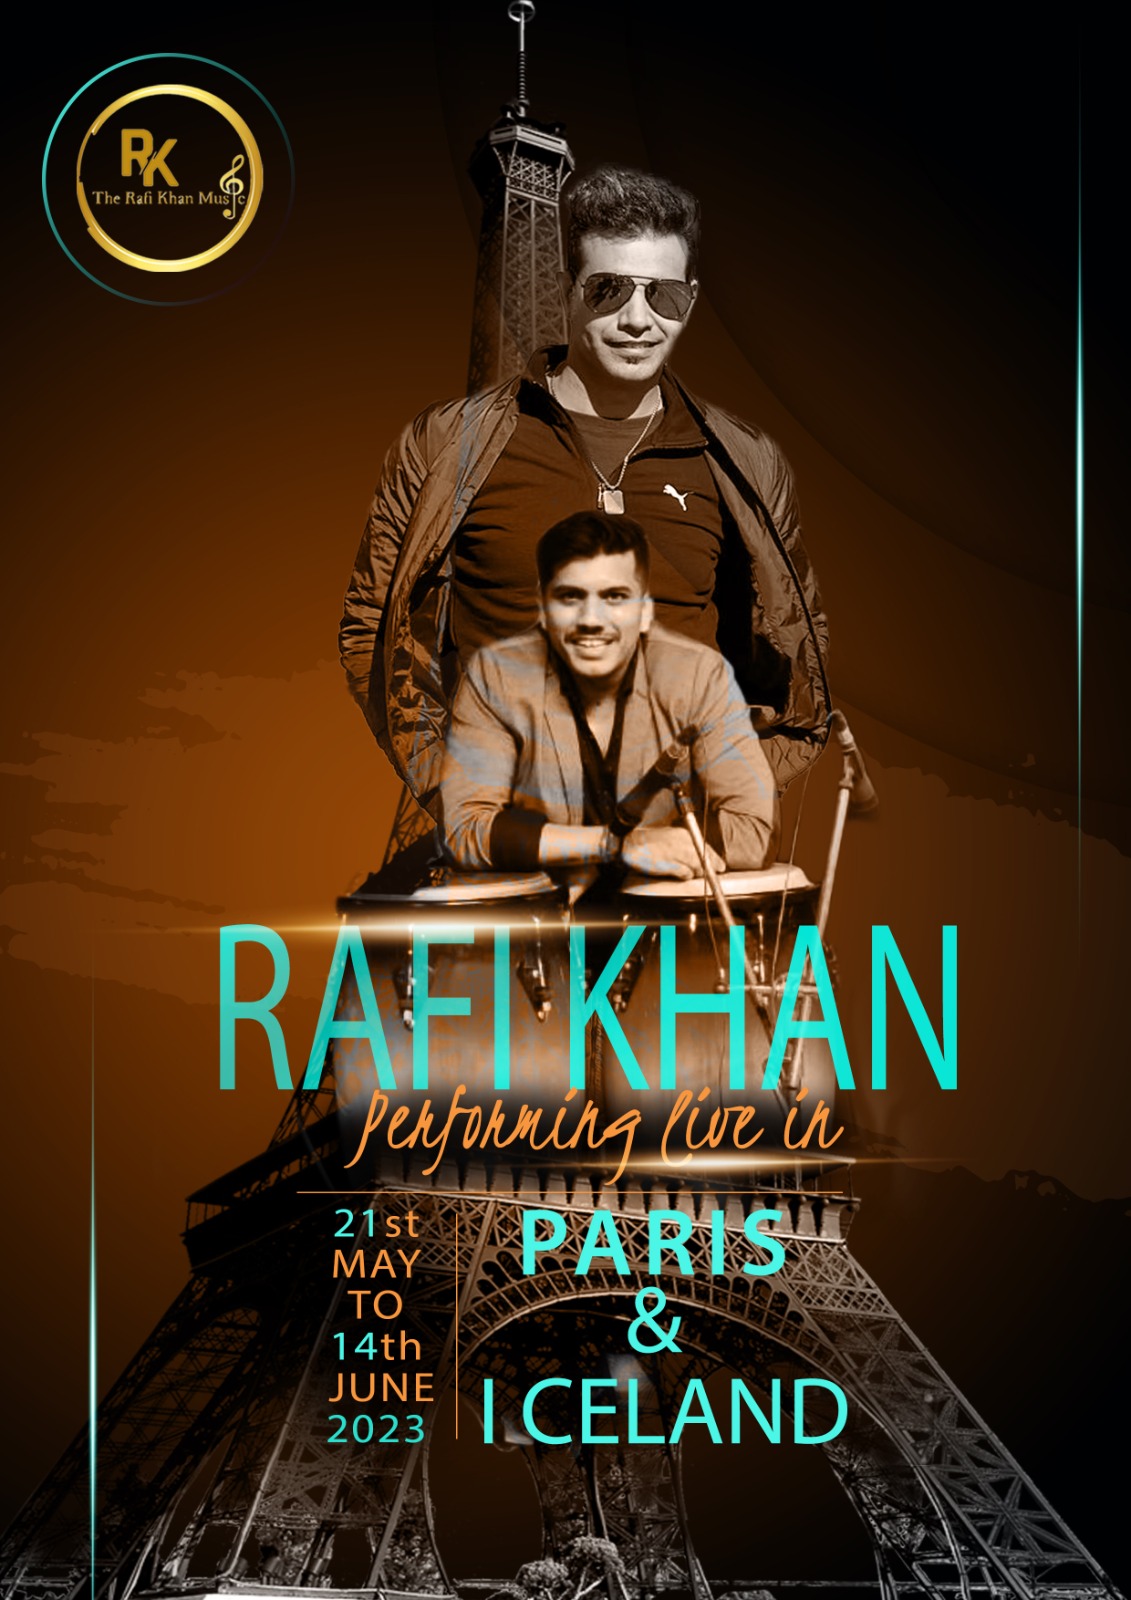 RK
The Rafi Khan Music
RAFI KHAN
Performing live in
21st
MAY
TO
14th
JUNE
2023
PARIS
&
ICELAND